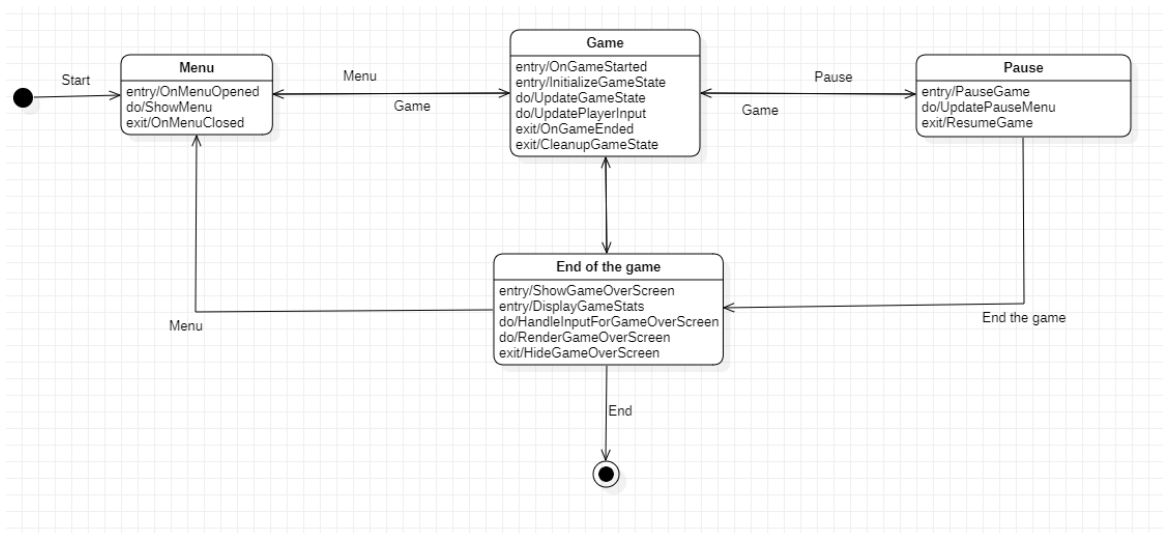 Start
Menu
entry/OnMenuOpened
do/ShowMenu
exit/OnMenuClosed
Menu
Game
Game
entry/OnGameStarted
entry/InitializeGameState
do/UpdateGameState
do/UpdatePlayerInput
exit/OnGameEnded
exit/CleanupGameState
Pause
Game
Pause
entry/PauseGame
do/UpdatePauseMenu
exit/ResumeGame
End of the game
entry/ShowGameOverScreen
entry/DisplayGameStats
do/HandleInputForGameOverScreen
do/RenderGameOverScreen
exit/HideGameOverScreen
Menu
End the game
End